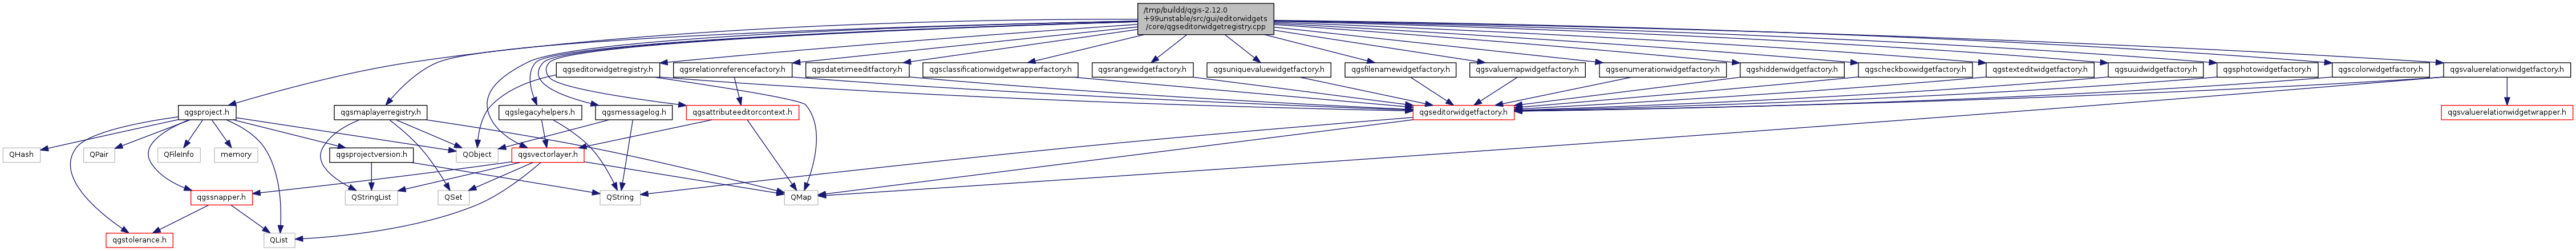 /tmp/buildd/qgis-2.12.0
+99unstable/src/gui/editorwidgets
/core/qgseditorwidgetregistry.cpp
qgseditorwidgetregistry.h
qgsrelationreferencefactory.h
qgsdatetimeeditfactory.h
qgsclassificationwidgetwrapperfactory.h
qgsrangewidgetfactory.h
qgsuniquevaluewidgetfactory.h
qgsfilenamewidgetfactory.h
qgsvaluemapwidgetfactory.h
qgsenumerationwidgetfactory.h
qgshiddenwidgetfactory.h
qgscheckboxwidgetfactory.h
qgstexteditwidgetfactory.h
qgsuuidwidgetfactory.h
qgsphotowidgetfactory.h
qgscolorwidgetfactory.h
qgsvaluerelationwidgetfactory.h
qgsproject.h
qgsmaplayerregistry.h
qgslegacyhelpers.h
qgsmessagelog.h
qgsattributeeditorcontext.h
qgseditorwidgetfactory.h
qgsvaluerelationwidgetwrapper.h
QHash
QPair
QFileInfo
memory
qgsprojectversion.h
QObject
qgsvectorlayer.h
qgssnapper.h
QStringList
QSet
QString
QMap
qgstolerance.h
QList